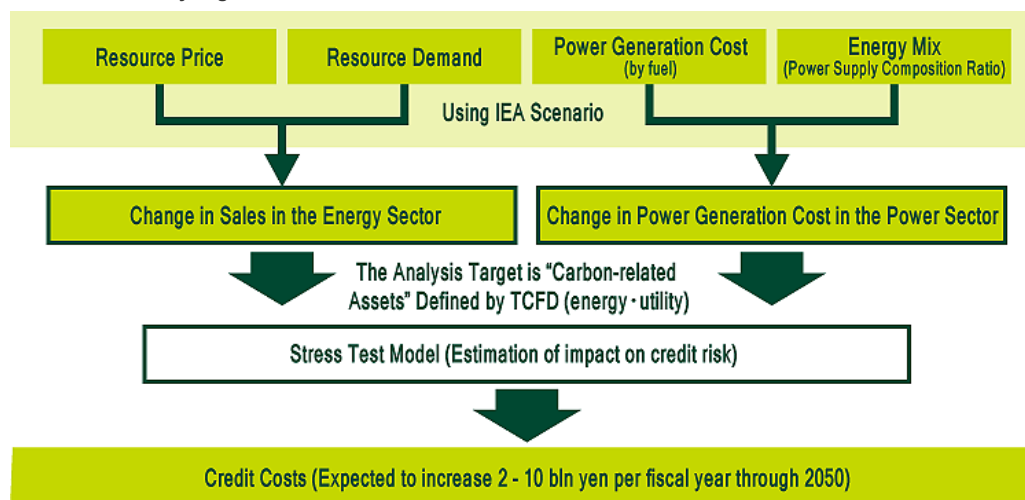 Resource Price
Resource Demand
Power Generation Cost
(by fuel)
Energy Mix
(Power Supply Composition Ratio)
Using IEA Scenario
Change in Sales in the Energy Sector
Change in Power Generation Cost in the Power Sector
The Analysis Target is “Carbon-related
Assets” Defined by TCFD (energy・utility)
Stress Test Model (Estimation of impact on credit risk)
Credit Costs (Expected to increase 2 - 10 bln yen per fiscal year through 2050)